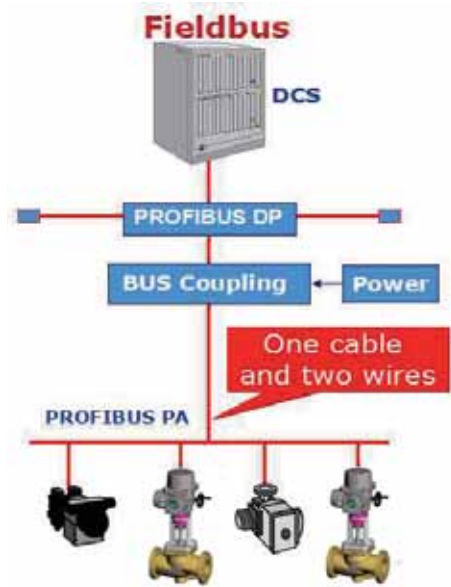 Fieldbus
DCS
PROFIBUS DP
BUS Coupling
Power
One cable
and two wires
PROFIBUS PA